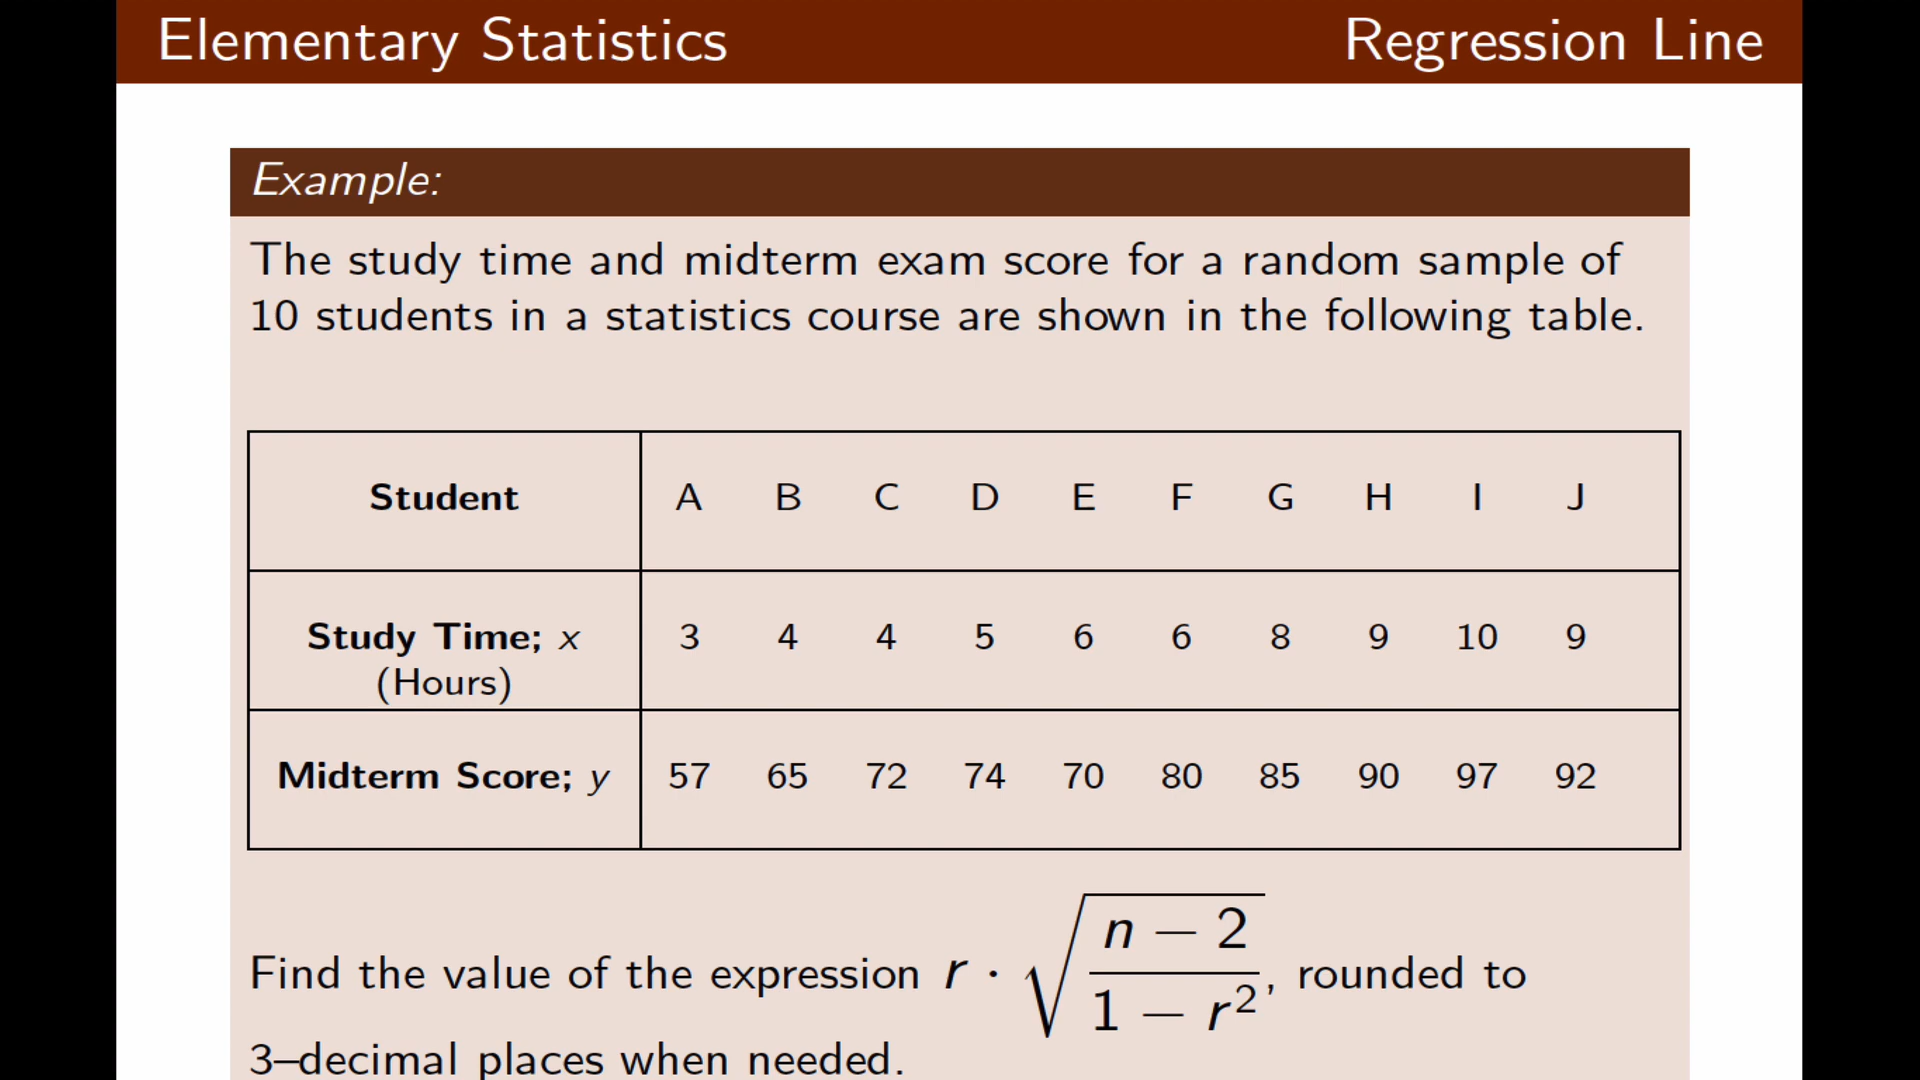 Elementary Statistics Regression Line
Example:
The study time and midterm exam score for a random sample of
10 students in a statistics course are shown in the following table.
Student A B C D E F G H I J
Study Time; x 3 4 4 5 6 6 8 9 10 9
(Hours)
Midterm Score; y 57 65 72 74 70 80 85 90 97 92
Find the value of the expression r · √((n − 2)/(1 − r²)), rounded to
3–decimal places when needed.